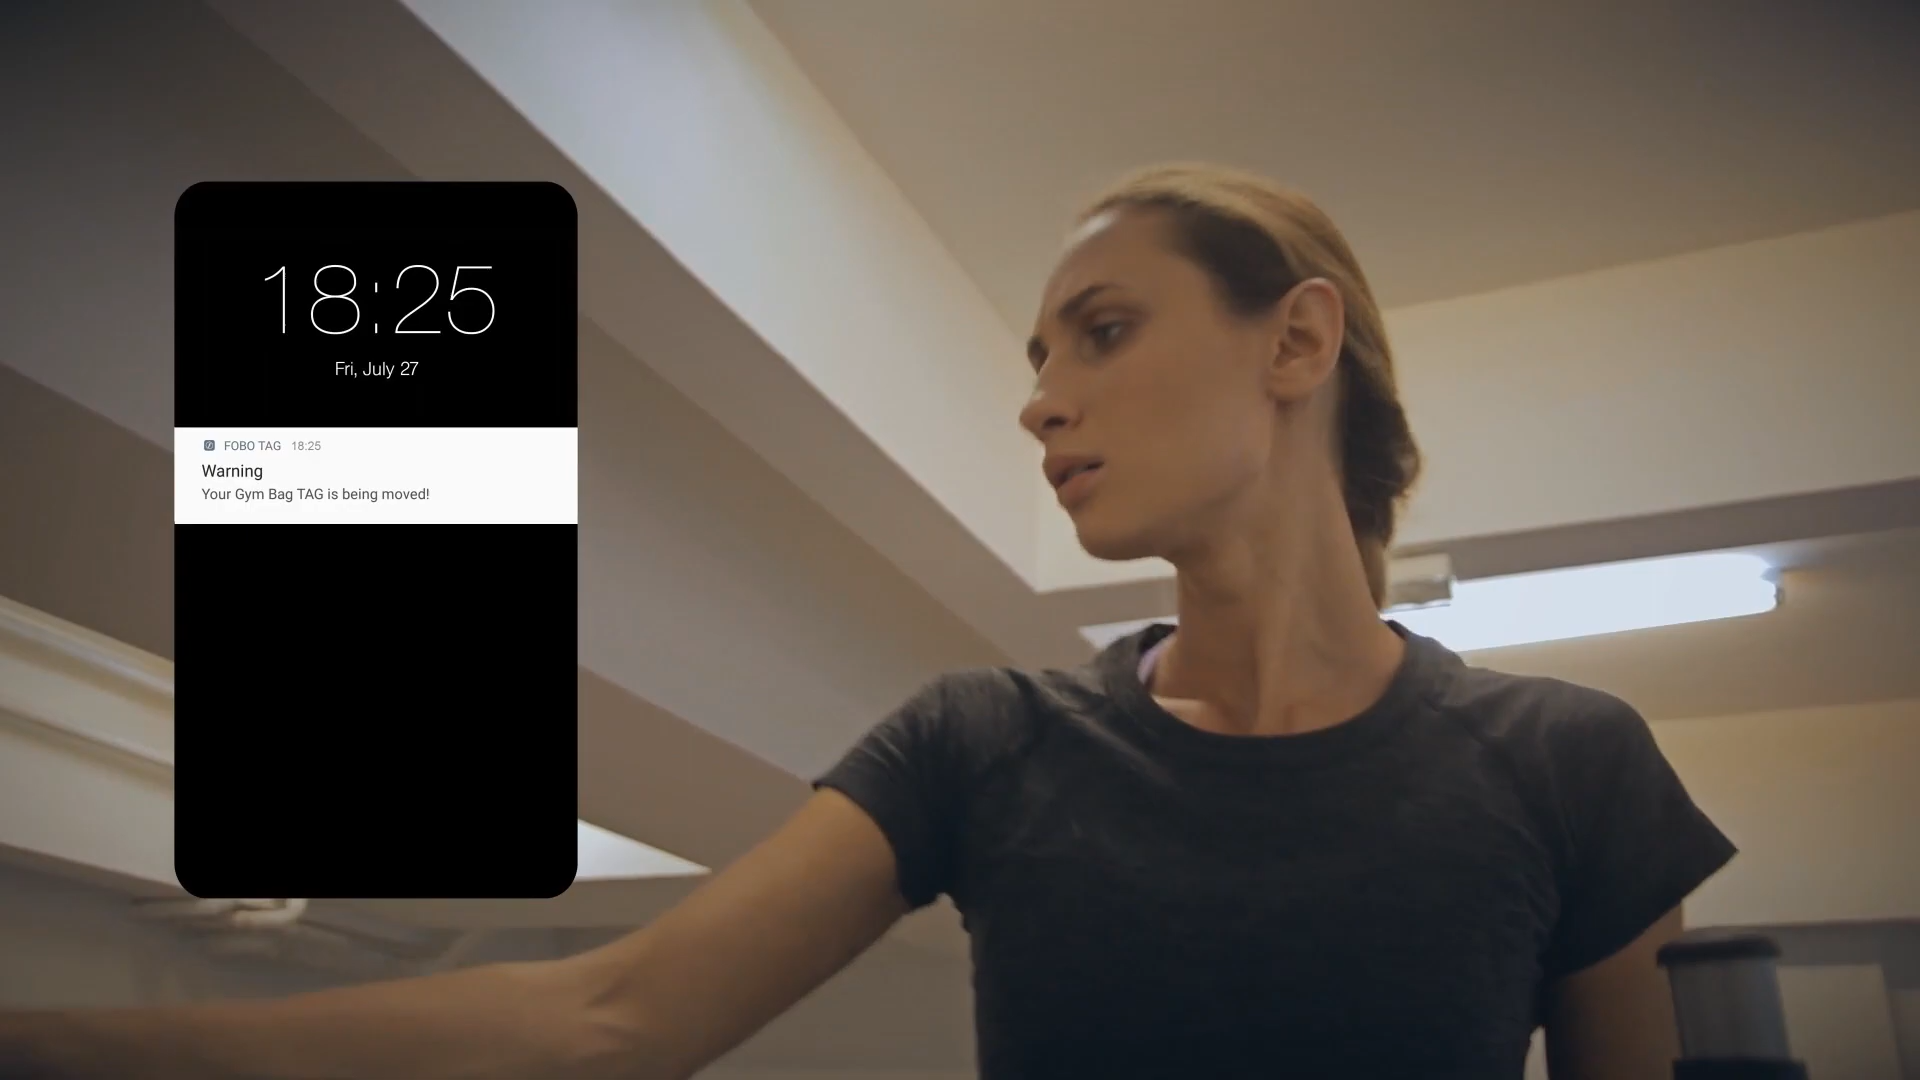 18:25
Fri, July 27
FOBO TAG 18:25
Warning
Your Gym Bag TAG is being moved!